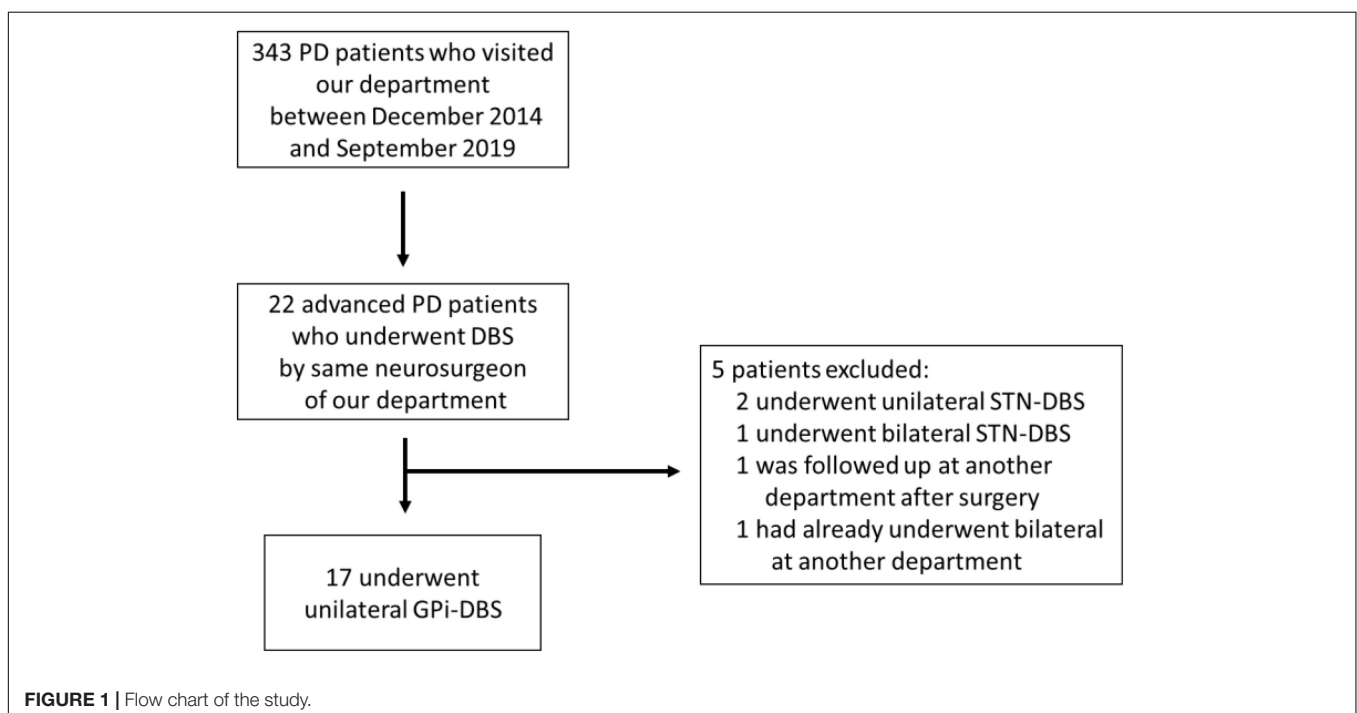 343 PD patients who visited
our department
between December 2014
and September 2019
22 advanced PD patients
who underwent DBS
by same neurosurgeon
of our department
5 patients excluded:
2 underwent unilateral STN-DBS
1 underwent bilateral STN-DBS
1 was followed up at another
department after surgery
1 had already underwent bilateral
at another department
17 underwent
unilateral GPi-DBS
FIGURE 1 | Flow chart of the study.